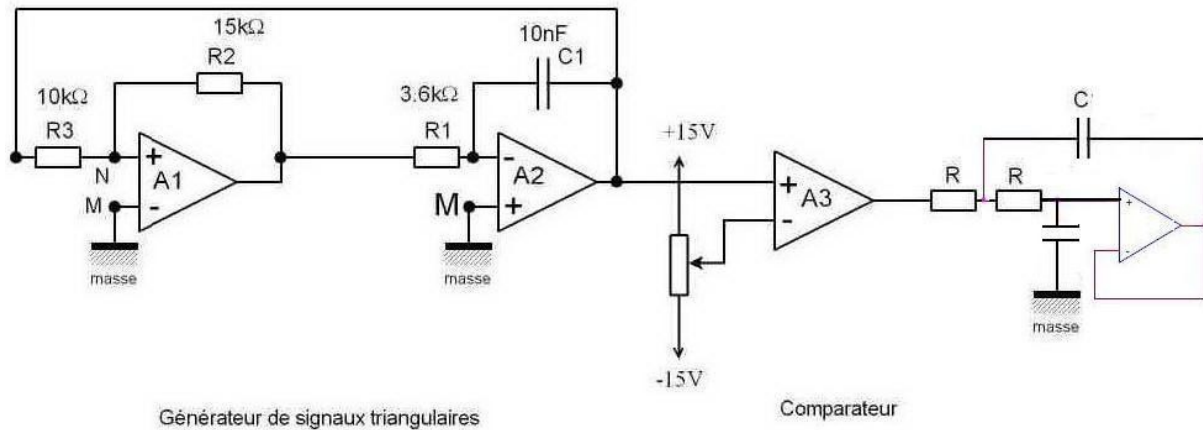 15kΩ
R2
10nF
C1
10kΩ
R3
3.6kΩ
R1
+15V
C
N
+
A1
-
M
-
A2
+
M
+
A3
-
R
R
+
-
masse
masse
masse
-15V
Générateur de signaux triangulaires
Comparateur